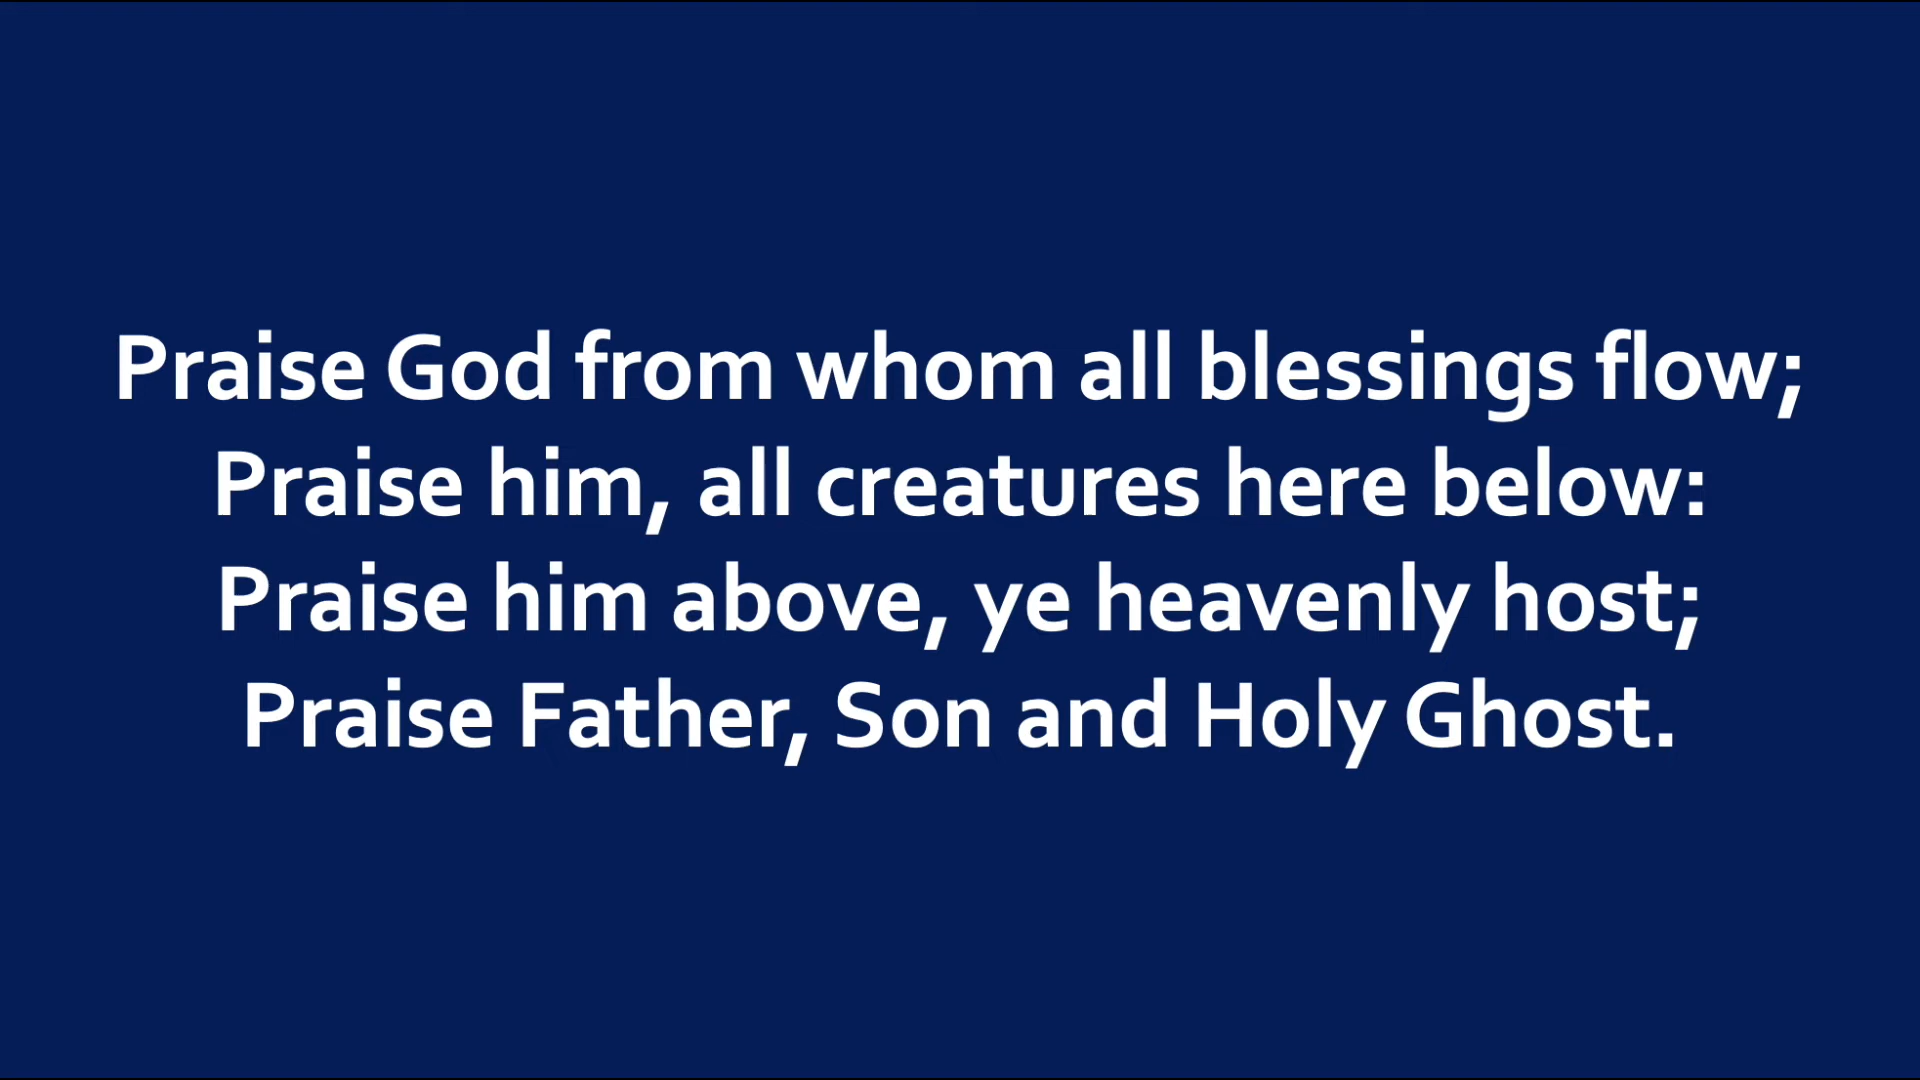 Praise God from whom all blessings flow;
Praise him, all creatures here below:
Praise him above, ye heavenly host;
Praise Father, Son and Holy Ghost.